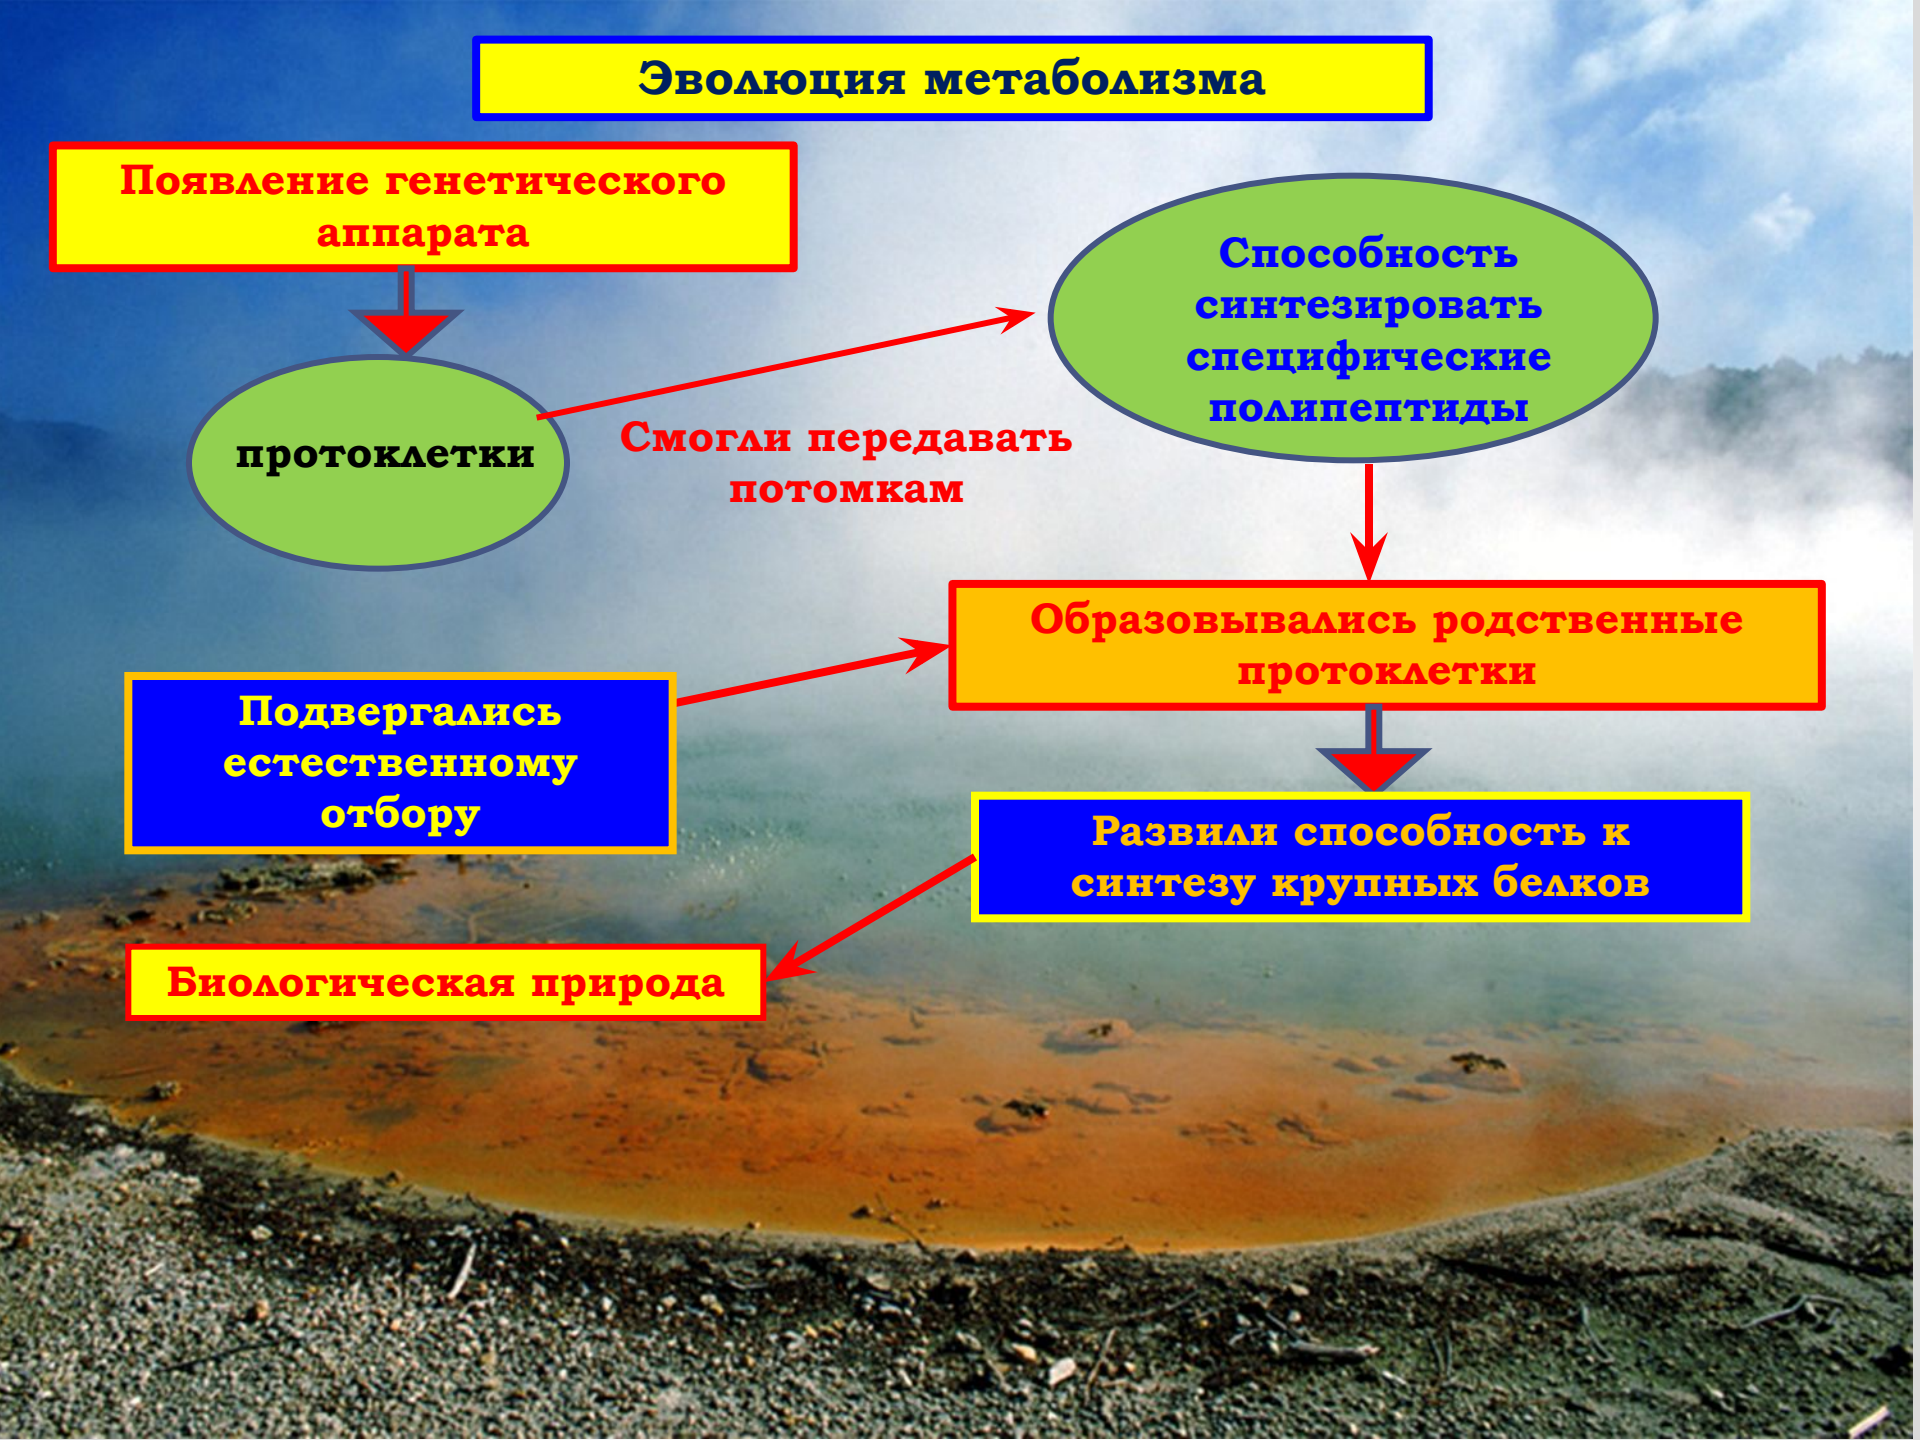 Эволюция метаболизма
Появление генетического
аппарата
Способность
синтезировать
специфические
полипептиды
протоклетки
Смогли передавать
потомкам
Образовывались родственные
протоклетки
Подвергались
естественному
отбору
Развили способность к
синтезу крупных белков
Биологическая природа